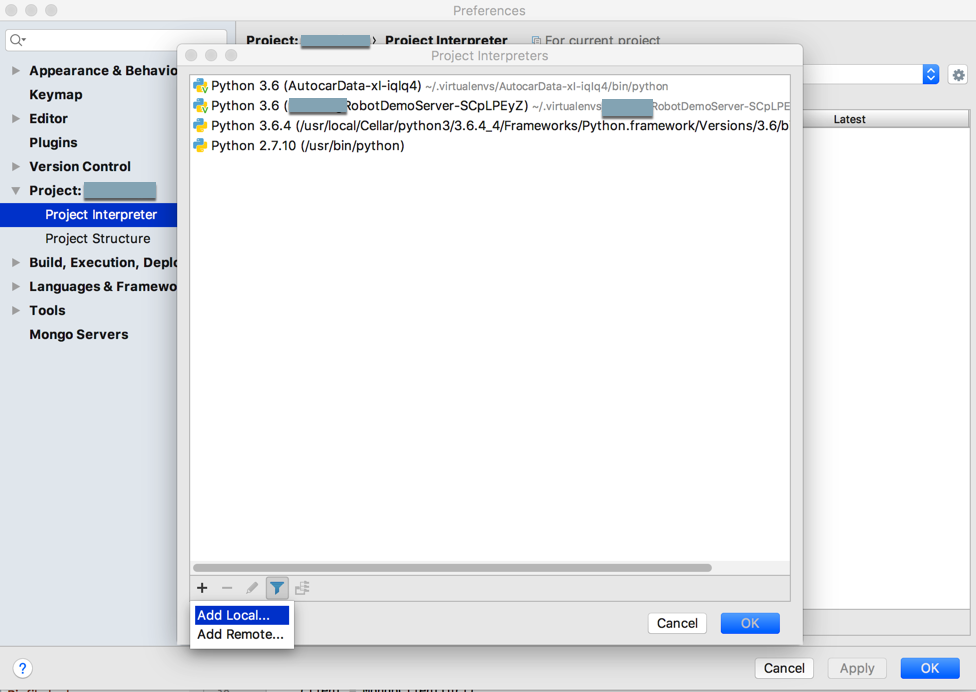 Preferences
Project: › Project Interpreter For current project
Project Interpreters
Appearance & Behavio
Keymap
Editor
Plugins
Version Control
Project:
Project Interpreter
Project Structure
Build, Execution, Deplo
Languages & Framewo
Tools
Mongo Servers
Python 3.6 (AutocarData-xl-iqlq4) ~/.virtualenvs/AutocarData-xl-iqlq4/bin/python
Python 3.6 ( RobotDemoServer-SCpLPEyZ) ~/.virtualenvs RobotDemoServer-SCpLPE
Python 3.6.4 (/usr/local/Cellar/python3/3.6.4_4/Frameworks/Python.framework/Versions/3.6/b
Python 2.7.10 (/usr/bin/python)
Latest
Add Local...
Add Remote...
Cancel OK
? Cancel Apply OK